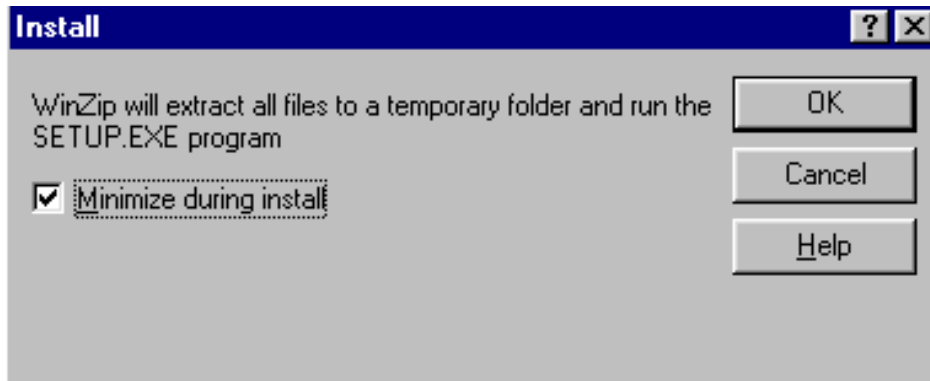 Install
WinZip will extract all files to a temporary folder and run the
SETUP.EXE program
Minimize during install
OK
Cancel
Help